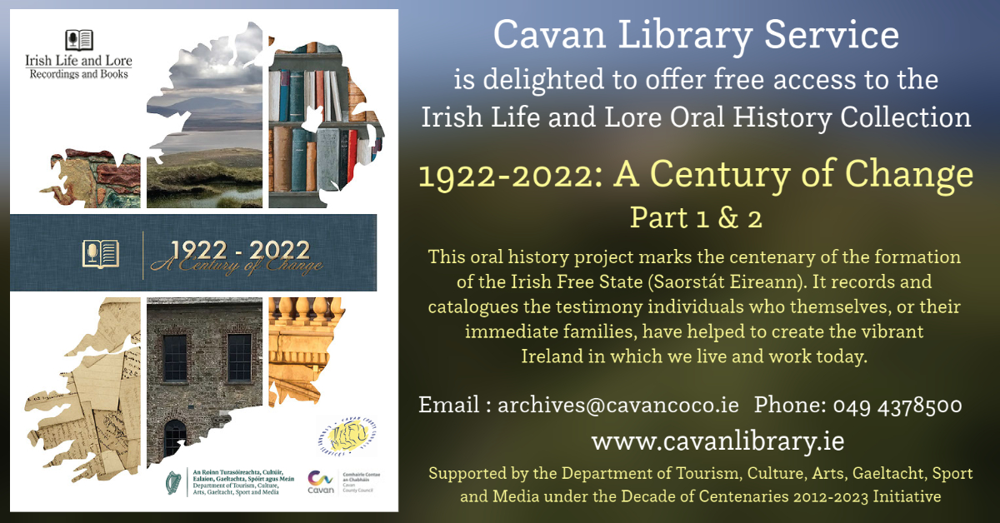 Irish Life and Lore
Recordings and Books
1922 - 2022
A Century of Change
An Roinn Turasóireachta, Cultúir,
Ealaíon, Gaeltachta, Spóirt agus Meán
Department of Tourism, Culture,
Arts, Gaeltacht, Sport and Media
Cavan
Comhairle Contae
an Chabháin
Cavan
County Council
Cavan Library Service
is delighted to offer free access to the
Irish Life and Lore Oral History Collection
1922-2022: A Century of Change
Part 1 & 2
This oral history project marks the centenary of the formation
of the Irish Free State (Saorstát Eireann). It records and
catalogues the testimony individuals who themselves, or their
immediate families, have helped to create the vibrant
Ireland in which we live and work today.
Email : archives@cavancoco.ie Phone: 049 4378500
www.cavanlibrary.ie
Supported by the Department of Tourism, Culture, Arts, Gaeltacht, Sport
and Media under the Decade of Centenaries 2012-2023 Initiative